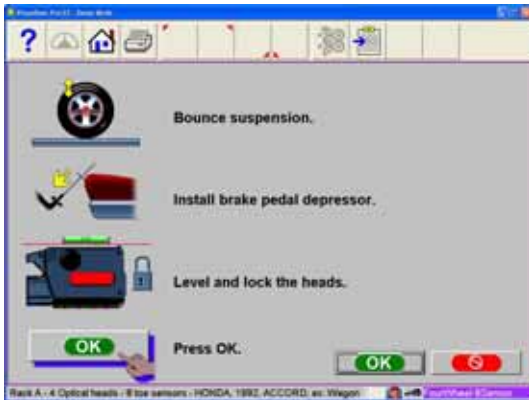 ?
Bounce suspension.
Install brake pedal depressor.
Level and lock the heads.
OK
Press OK.
OK
Rack A - 4 Optical heads - 8 toe sensors - HONDA, 1992, ACCORD, ex. Wagon